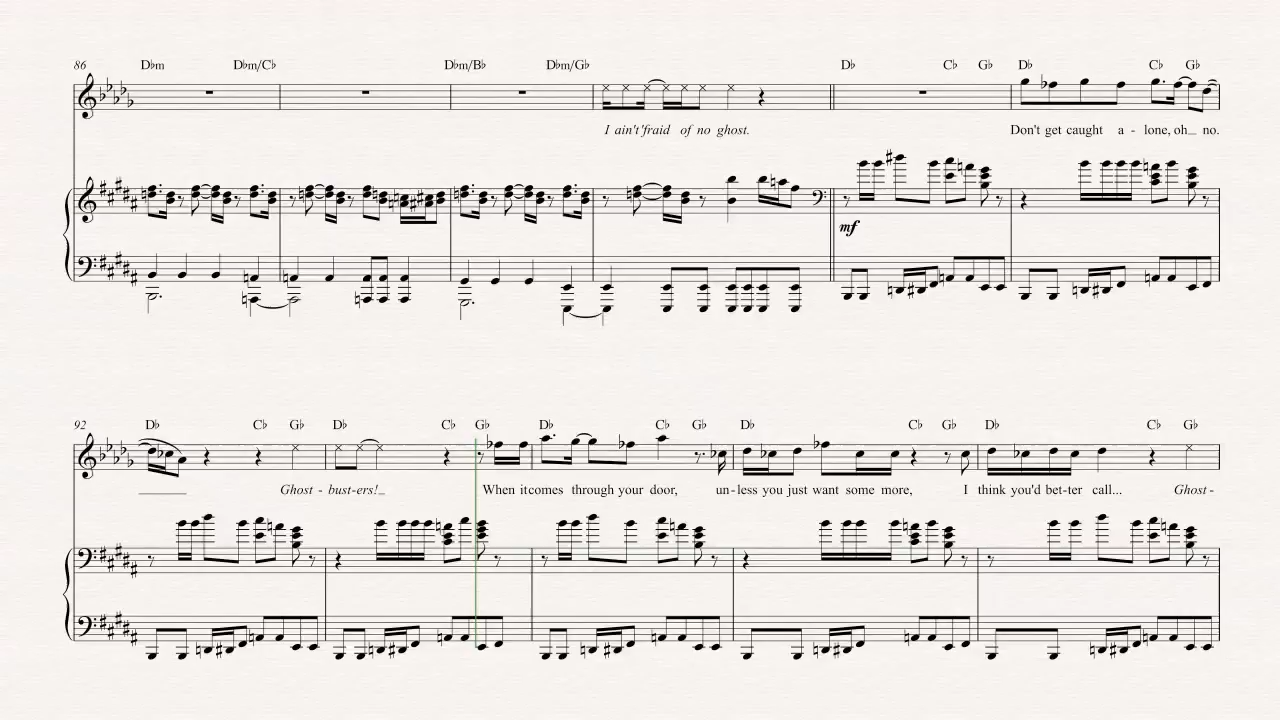 86 D♭m D♭m/C♭ D♭m/B♭ D♭m/G♭ D♭ C♭ G♭ D♭ C♭ G♭
I ain't 'fraid of no ghost. Don't get caught a - lone, oh_ no.
mf
92 D♭ C♭ G♭ D♭ C♭ G♭ D♭ C♭ G♭ D♭ C♭ G♭ D♭ C♭ G♭
Ghost - bust-ers!_ When it comes through your door, un-less you just want some more, I think you'd bet-ter call... Ghost -